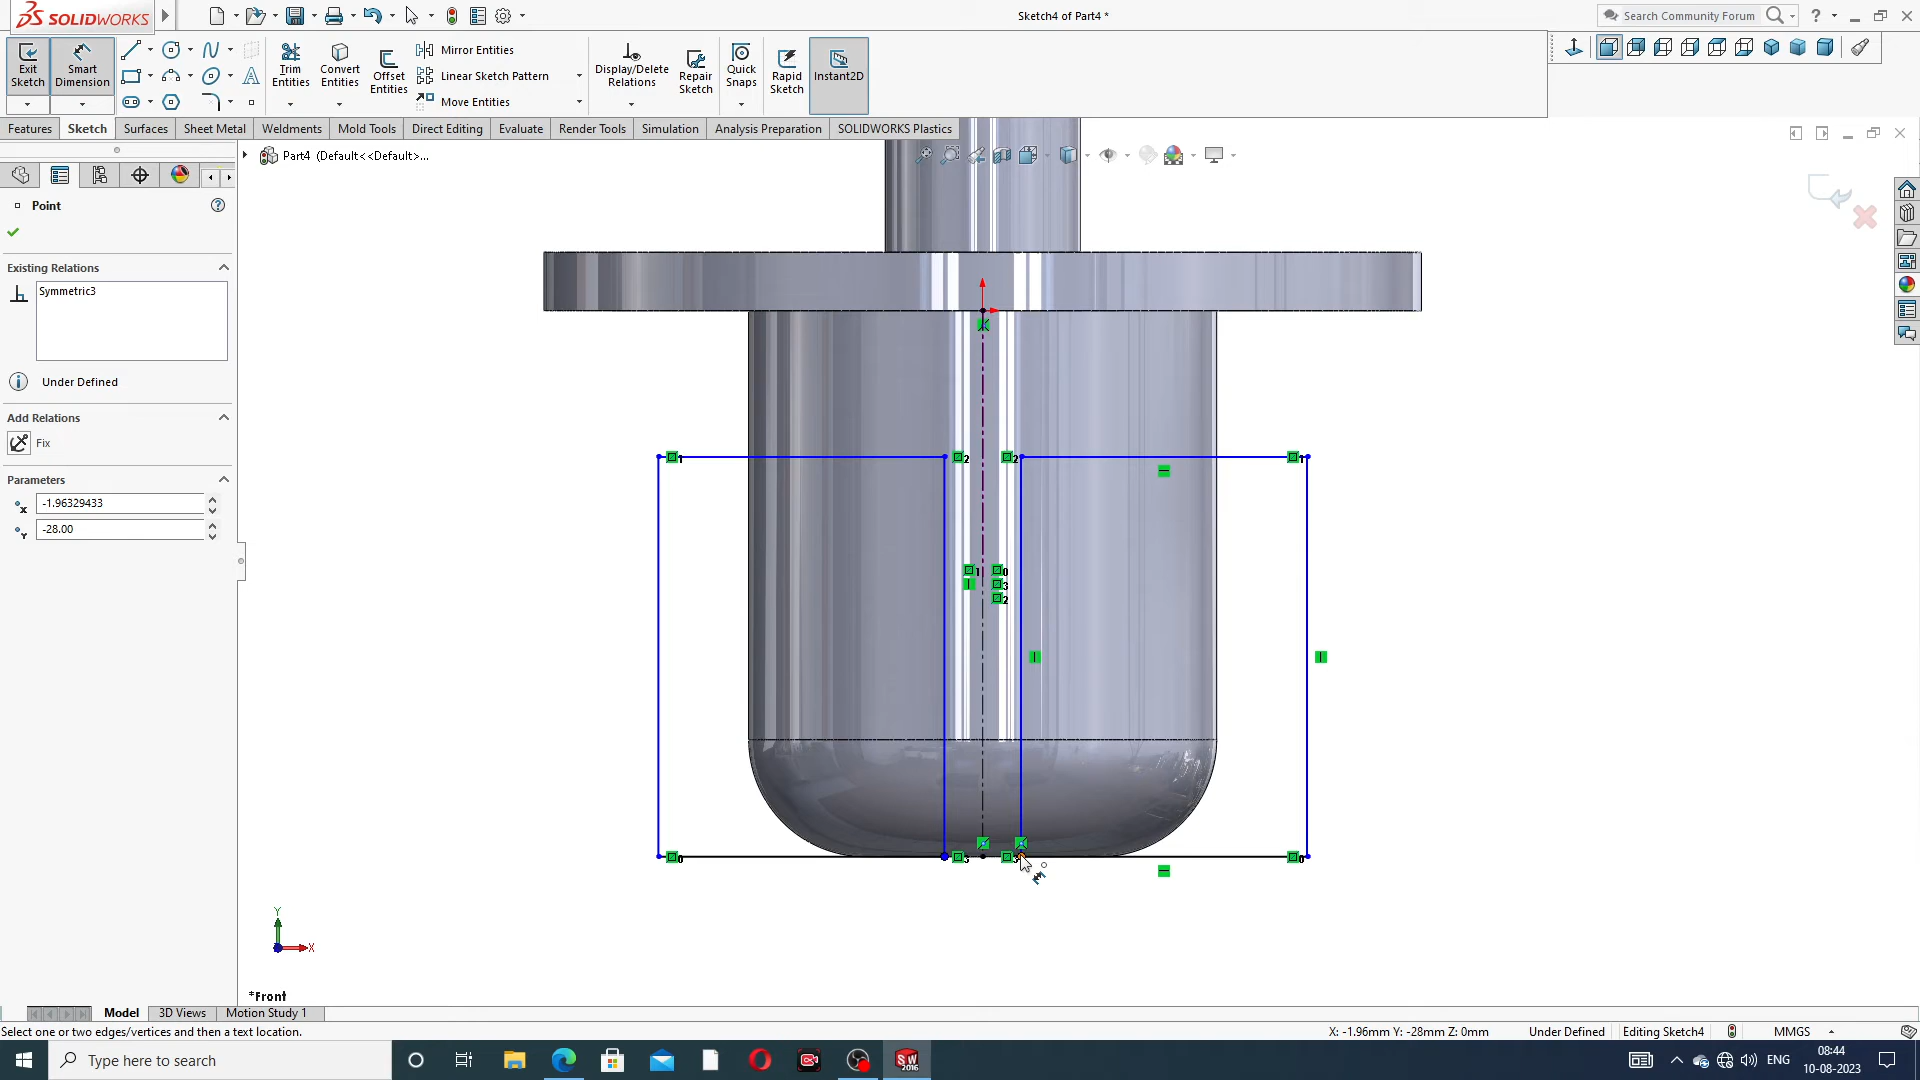 SOLIDWORKS
Sketch4 of Part4 *
Search Community Forum
Exit Sketch
Smart Dimension
Trim Entities
Convert Entities
Offset Entities
Mirror Entities
Linear Sketch Pattern
Move Entities
Display/Delete Relations
Repair Sketch
Quick Snaps
Rapid Sketch
Instant2D
Features
Sketch
Surfaces
Sheet Metal
Weldments
Mold Tools
Direct Editing
Evaluate
Render Tools
Simulation
Analysis Preparation
SOLIDWORKS Plastics
Part4 (Default<<Default>...
Point
Existing Relations
Symmetric3
Under Defined
Add Relations
Fix
Parameters
-1.96329433
-28.00
Y
X
*Front
Model
3D Views
Motion Study 1
Select one or two edges/vertices and then a text location.
X: -1.96mm Y: -28mm Z: 0mm
Under Defined
Editing Sketch4
MMGS
Type here to search
ENG
08:44
10-08-2023